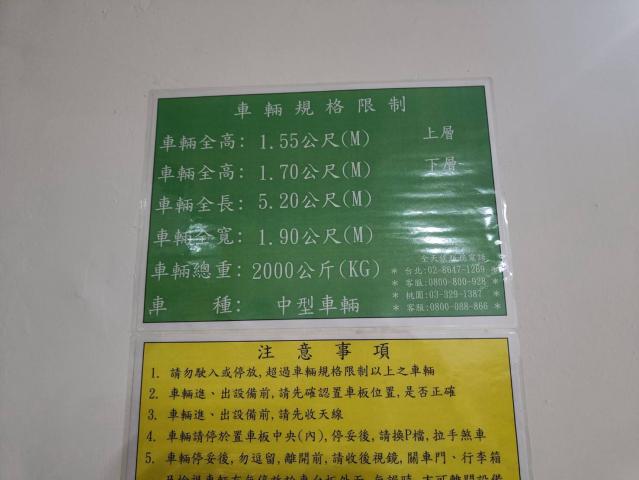 車輛規格限制
車輛全高: 1.55公尺(M) 上層
車輛全高: 1.70公尺(M) 下層
車輛全長: 5.20公尺(M)
車輛全寬: 1.90公尺(M)
車輛總重: 2000公斤(KG)
車 種: 中型車輛
* 台北:02-8647-1289 *
* 客服:0800-800-928 *
* 桃園:03-329-1387 *
* 客服:0800-088-866 *
注意事項
1. 請勿駛入或停放,超過車輛規格限制以上之車輛
2. 車輛進、出設備前,請先確認置車板位置,是否正確
3. 車輛進、出設備前,請先收天線
4. 車輛請停於置車板中央(內),停妥後,請換P檔,拉手煞車
5. 車輛停妥後,勿逗留,離開前,請收後視鏡,關車門、行李箱